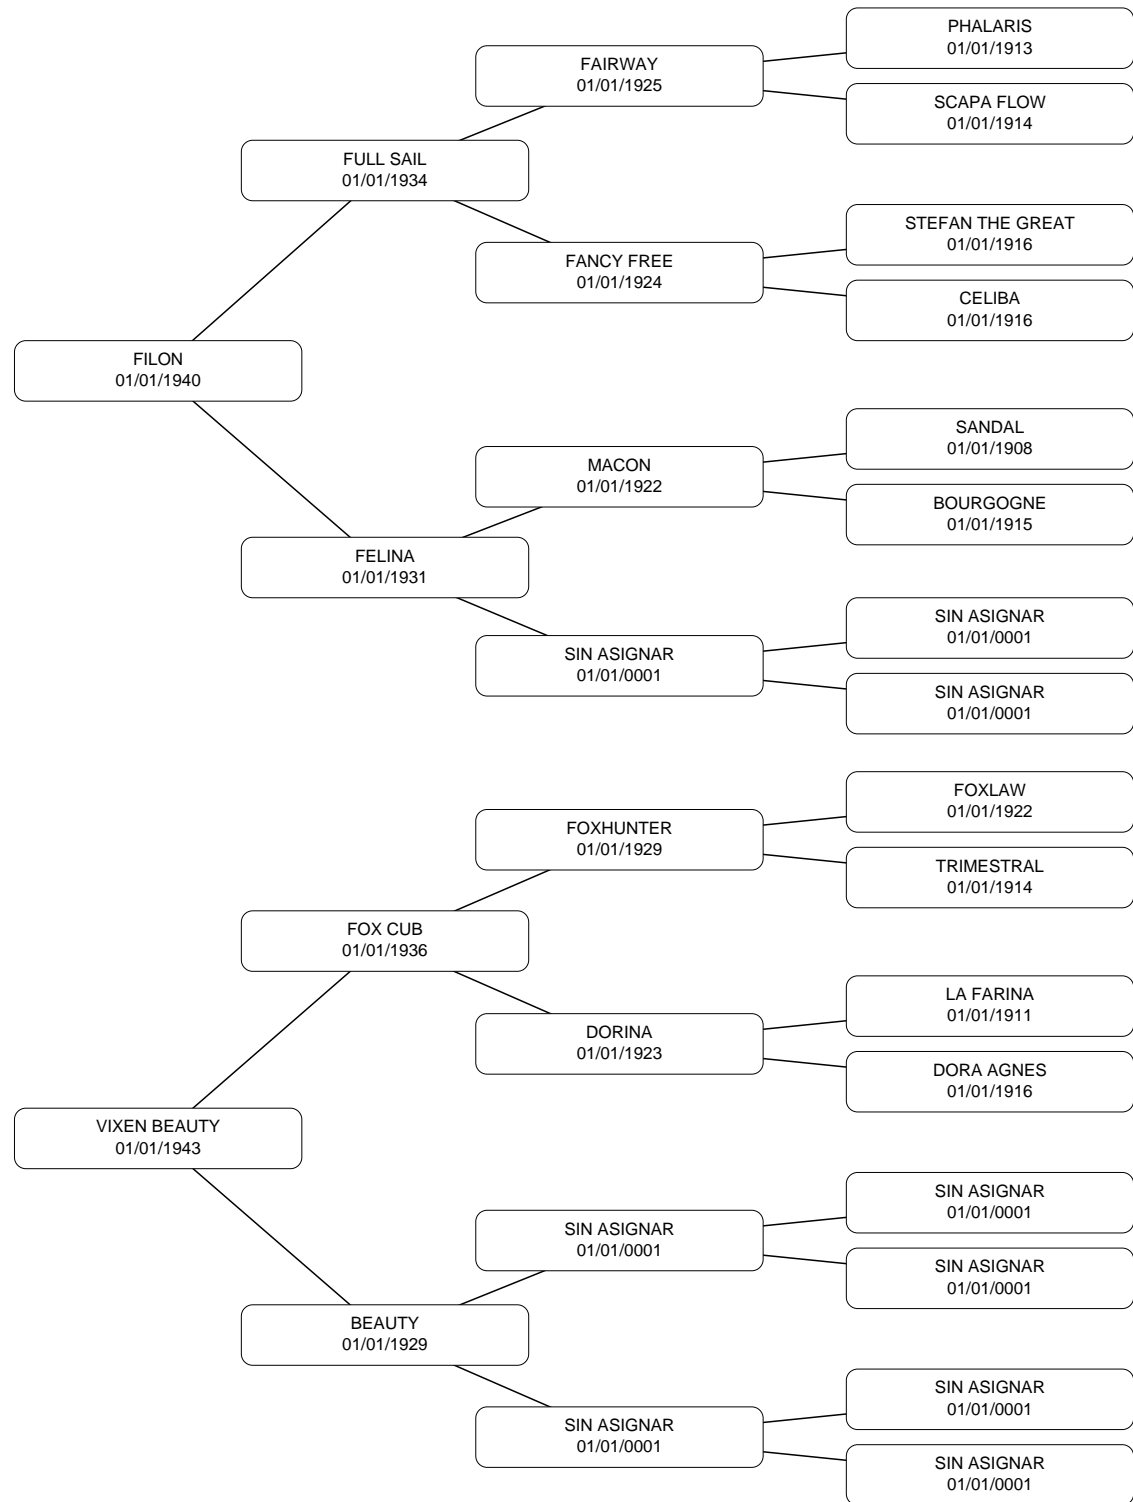 PHALARIS
01/01/1913
FAIRWAY
01/01/1925
SCAPA FLOW
01/01/1914
FULL SAIL
01/01/1934
STEFAN THE GREAT
01/01/1916
FANCY FREE
01/01/1924
CELIBA
01/01/1916
FILON
01/01/1940
SANDAL
01/01/1908
MACON
01/01/1922
BOURGOGNE
01/01/1915
FELINA
01/01/1931
SIN ASIGNAR
01/01/0001
SIN ASIGNAR
01/01/0001
SIN ASIGNAR
01/01/0001
FOXLAW
01/01/1922
FOXHUNTER
01/01/1929
TRIMESTRAL
01/01/1914
FOX CUB
01/01/1936
LA FARINA
01/01/1911
DORINA
01/01/1923
DORA AGNES
01/01/1916
VIXEN BEAUTY
01/01/1943
SIN ASIGNAR
01/01/0001
SIN ASIGNAR
01/01/0001
SIN ASIGNAR
01/01/0001
BEAUTY
01/01/1929
SIN ASIGNAR
01/01/0001
SIN ASIGNAR
01/01/0001
SIN ASIGNAR
01/01/0001